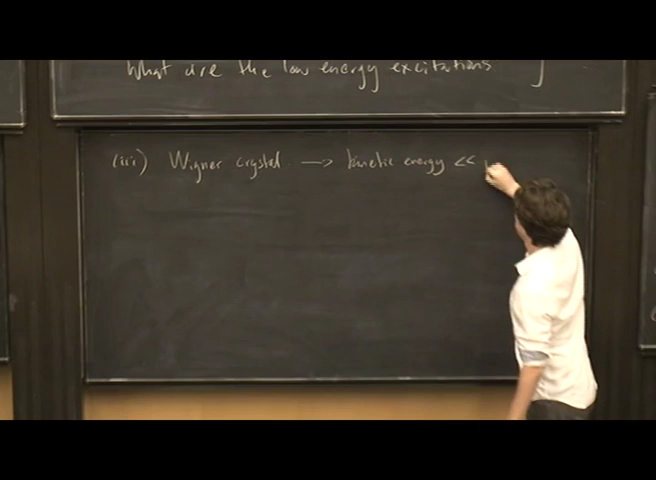 What are the low energy excitations ]
(iii) Wigner crystal → kinetic energy <<